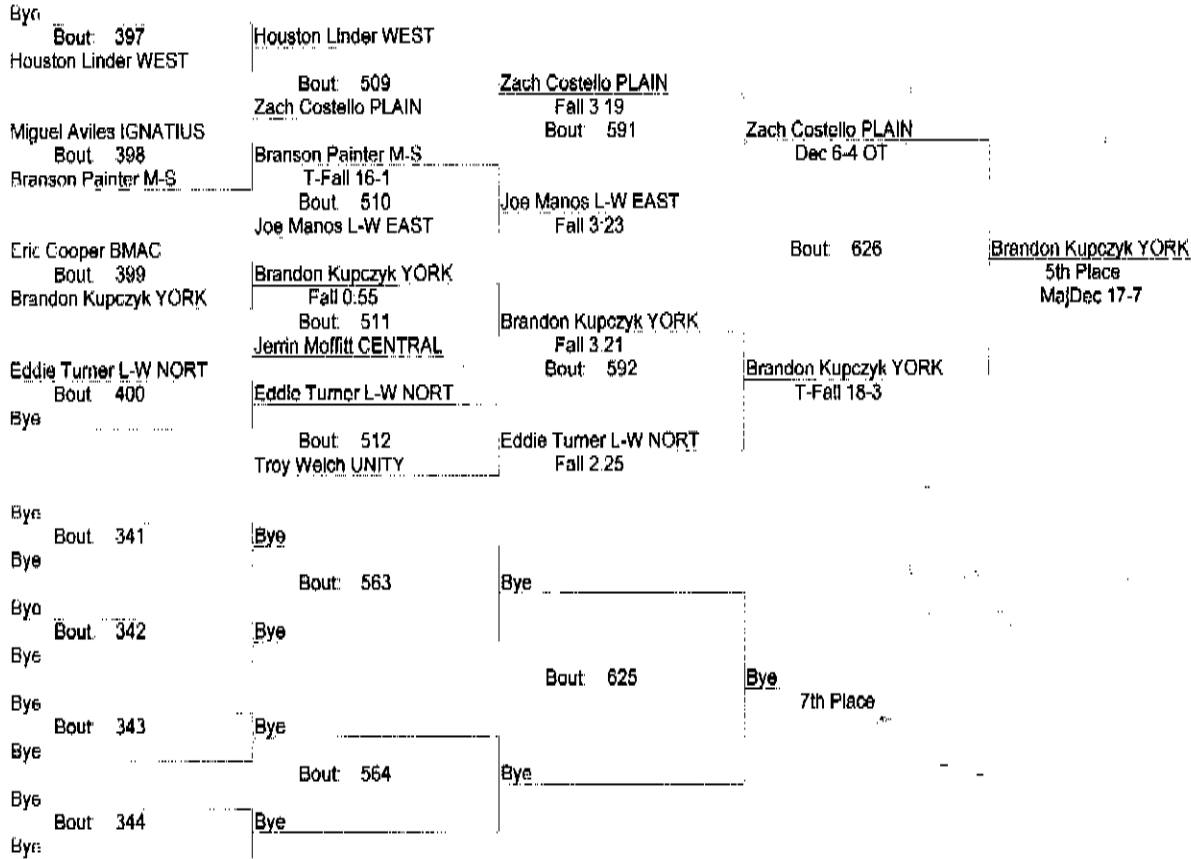 Bye
Bout: 397
Houston Linder WEST
Houston Linder WEST
Bout: 509
Zach Costello PLAIN
Zach Costello PLAIN
Fall 3 19
Bout: 591
Miguel Aviles IGNATIUS
Bout: 398
Branson Painter M-S
Branson Painter M-S
T-Fall 16-1
Bout: 510
Joe Manos L-W EAST
Joe Manos L-W EAST
Fall 3:23
Zach Costello PLAIN
Dec 6-4 OT
Bout: 626
Brandon Kupczyk YORK
5th Place
MajDec 17-7
Eric Cooper BMAC
Bout: 399
Brandon Kupczyk YORK
Brandon Kupczyk YORK
Fall 0:55
Bout: 511
Jerrin Moffitt CENTRAL
Brandon Kupczyk YORK
Fall 3.21
Bout: 592
Brandon Kupczyk YORK
T-Fall 18-3
Eddie Turner L-W NORT
Bout: 400
Bye
Eddie Turner L-W NORT
Bout: 512
Troy Welch UNITY
Eddie Turner L-W NORT
Fall 2.25
Bye
Bout: 341
Bye
Bye
Bout: 563
Bye
Bye
Bout: 342
Bye
Bye
Bout: 625
Bye
7th Place
Bye
Bout: 343
Bye
Bye
Bout: 564
Bye
Bye
Bout: 344
Bye
Bye